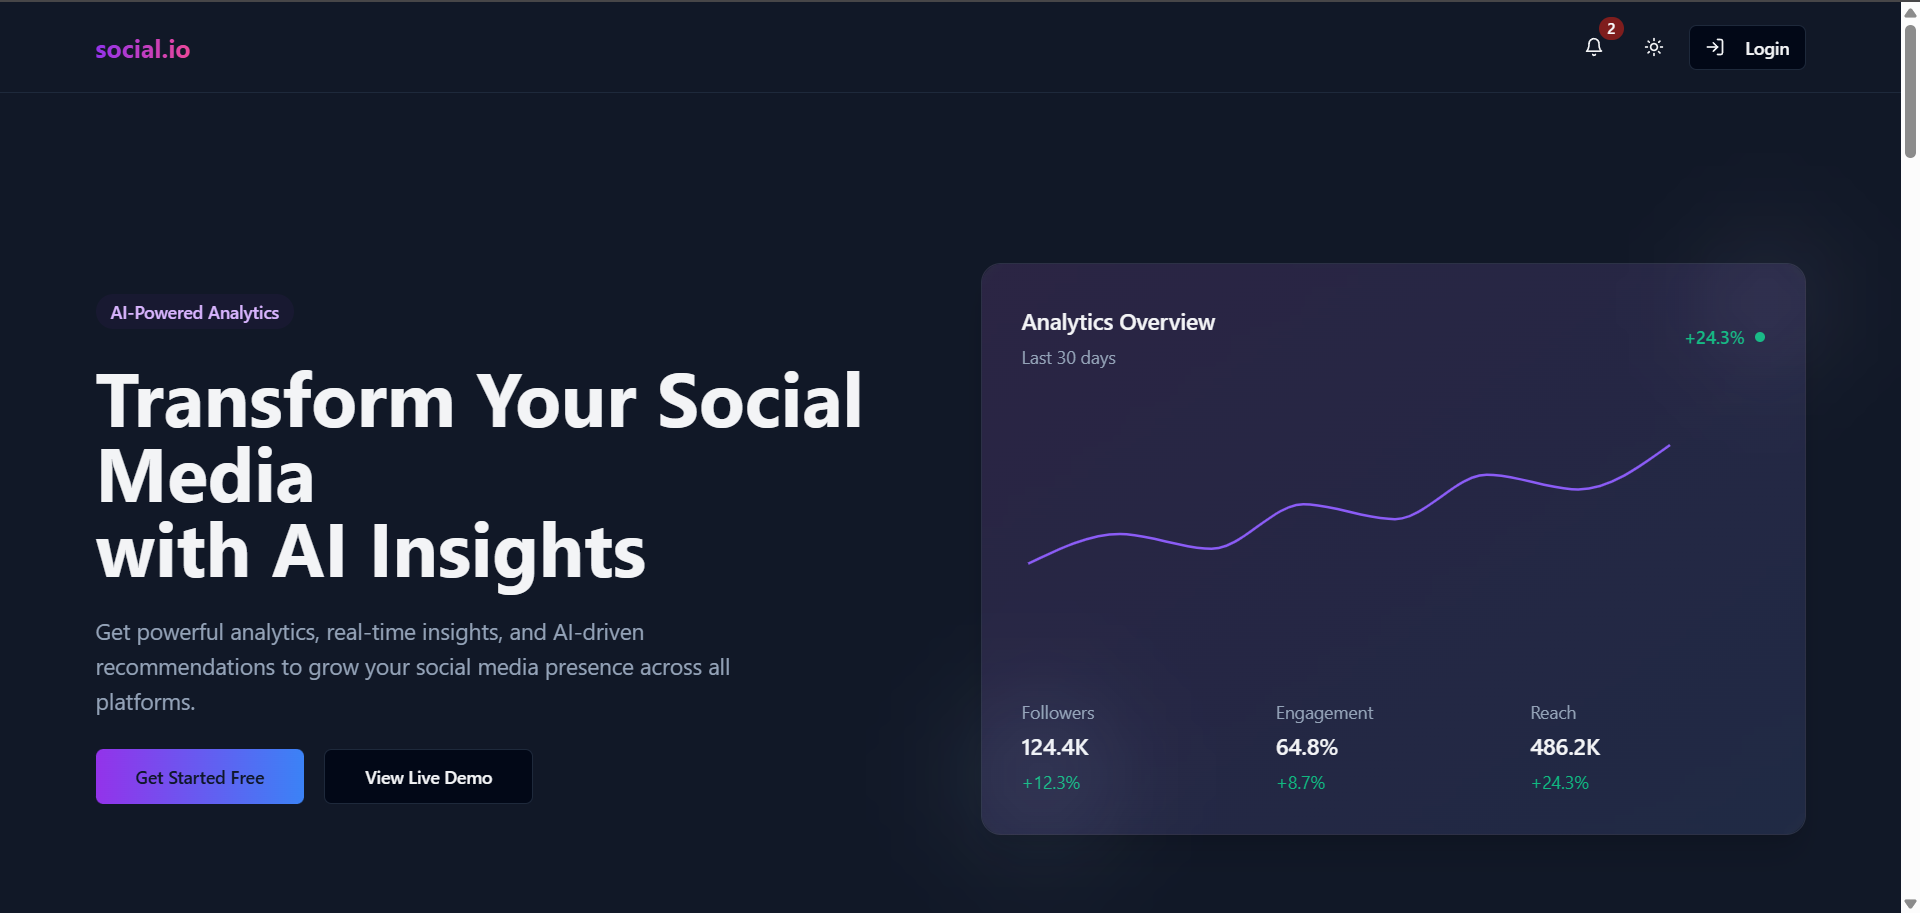 social.io
2
Login
AI-Powered Analytics
Transform Your Social
Media
with AI Insights
Get powerful analytics, real-time insights, and AI-driven
recommendations to grow your social media presence across all
platforms.
Get Started Free
View Live Demo
Analytics Overview
Last 30 days
+24.3%
Followers
124.4K
+12.3%
Engagement
64.8%
+8.7%
Reach
486.2K
+24.3%